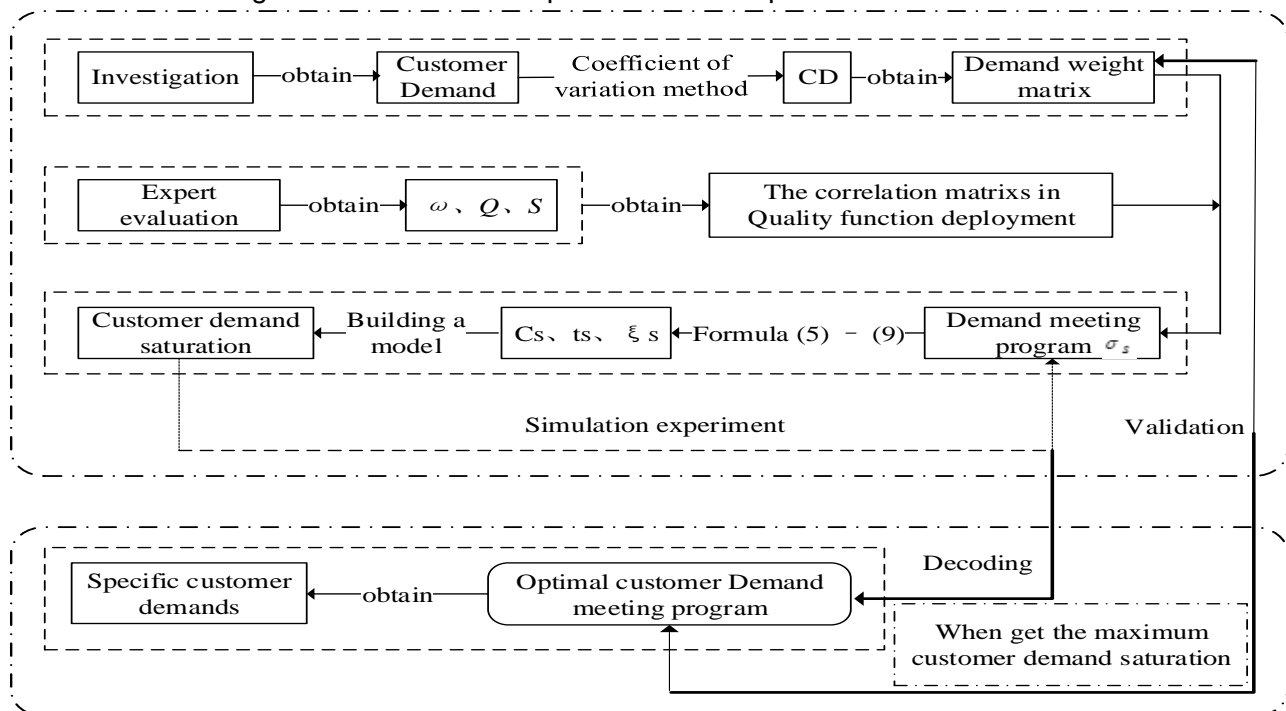 Investigation
obtain
Customer
Demand
Coefficient of
variation method
CD
obtain
Demand weight
matrix
Expert
evaluation
obtain
ω、Q、S
obtain
The correlation matrixs in
Quality function deployment
Customer demand
saturation
Building a
model
Cs、ts、ξs
Formula (5) - (9)
Demand meeting
program σs
Simulation experiment
Validation
Decoding
Specific customer
demands
obtain
Optimal customer Demand
meeting program
When get the maximum
customer demand saturation